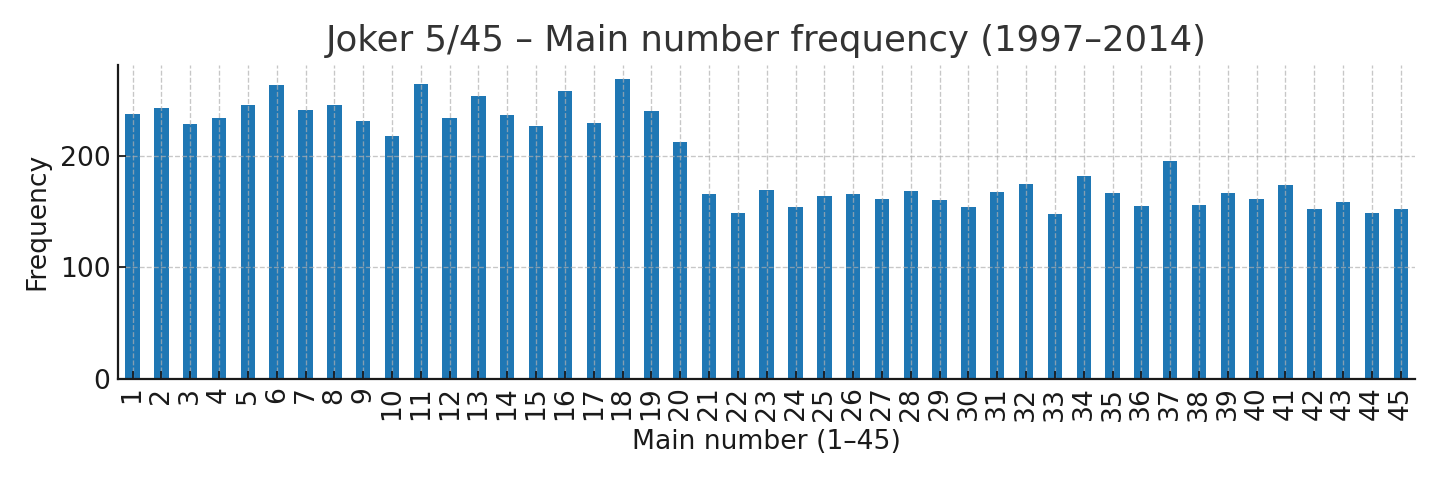 Joker 5/45 – Main number frequency (1997–2014)
Frequency
200
100
0
1 2 3 4 5 6 7 8 9 10 11 12 13 14 15 16 17 18 19 20 21 22 23 24 25 26 27 28 29 30 31 32 33 34 35 36 37 38 39 40 41 42 43 44 45
Main number (1–45)